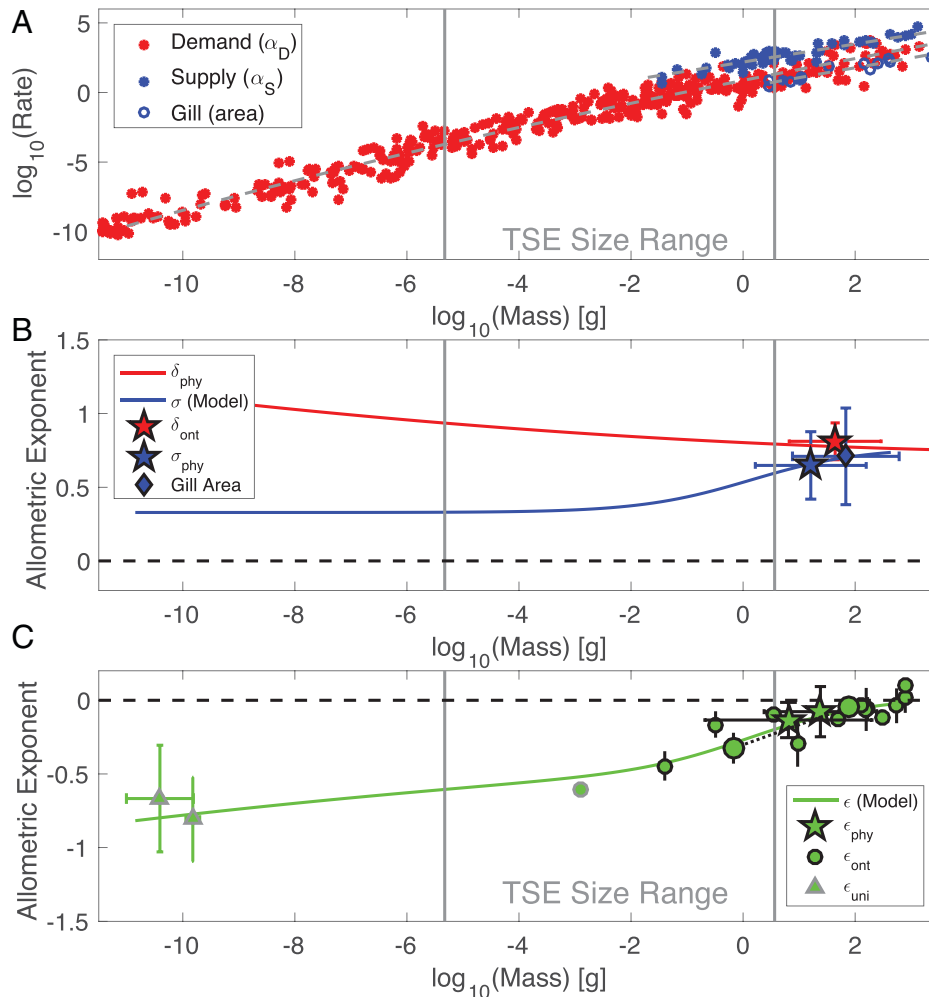 A
5
0
-5
-10
log10(Rate)
Demand (αD)
Supply (αS)
Gill (area)
TSE Size Range
-10 -8 -6 -4 -2 0 2
log10(Mass) [g]
B
1.5
1
0.5
0
Allometric Exponent
δphy
σ (Model)
δont
σphy
Gill Area
-10 -8 -6 -4 -2 0 2
log10(Mass) [g]
C
0
-0.5
-1
-1.5
Allometric Exponent
ϵ (Model)
ϵphy
ϵont
ϵuni
TSE Size Range
-10 -8 -6 -4 -2 0 2
log10(Mass) [g]